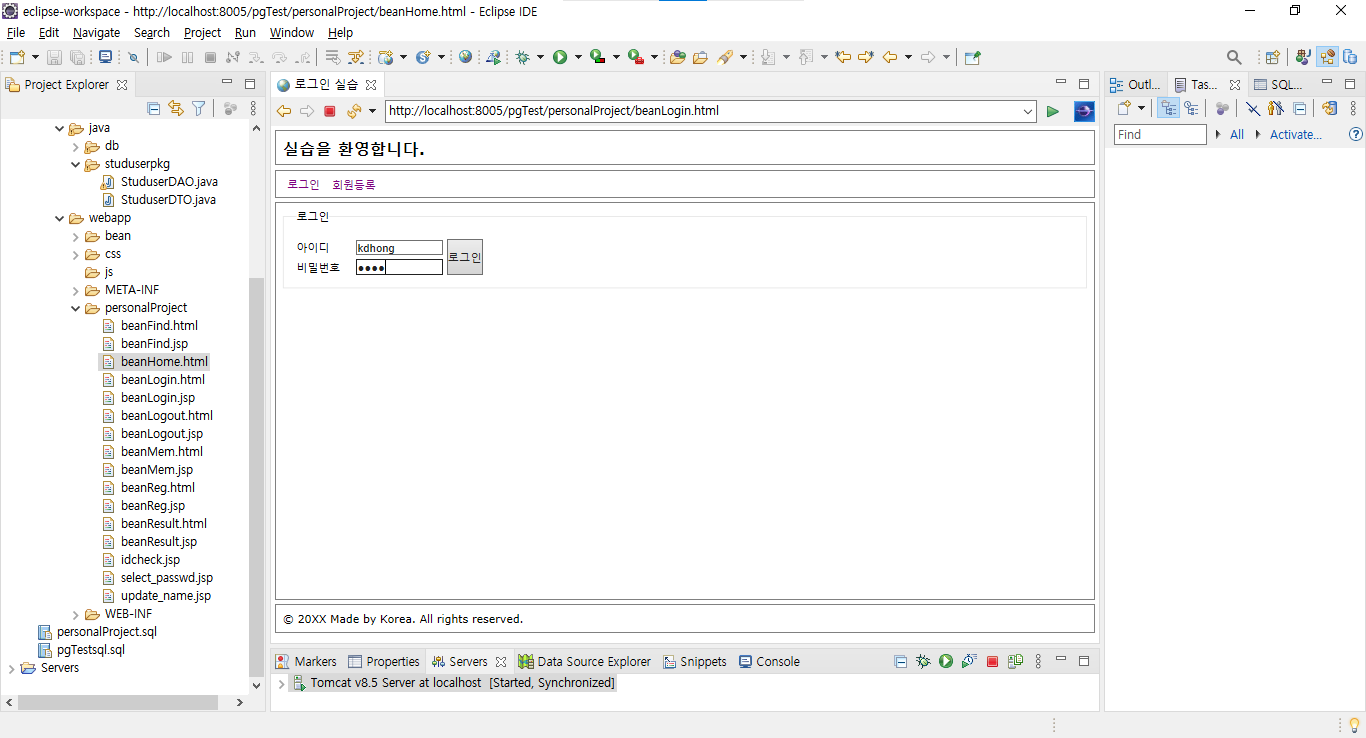 eclipse-workspace - http://localhost:8005/pgTest/personalProject/beanHome.html - Eclipse IDE
File Edit Navigate Search Project Run Window Help
Project Explorer
java
db
studuserpkg
StuduserDAO.java
StuduserDTO.java
webapp
bean
css
js
META-INF
personalProject
beanFind.html
beanFind.jsp
beanHome.html
beanLogin.html
beanLogin.jsp
beanLogout.html
beanLogout.jsp
beanMem.html
beanMem.jsp
beanReg.html
beanReg.jsp
beanResult.html
beanResult.jsp
idcheck.jsp
select_passwd.jsp
update_name.jsp
WEB-INF
personalProject.sql
pgTestsql.sql
Servers
로그인 실습
http://localhost:8005/pgTest/personalProject/beanLogin.html
실습을 환영합니다.
로그인 회원등록
로그인
아이디 kdhong
비밀번호 ●●●●
로그인
© 20XX Made by Korea. All rights reserved.
Markers Properties Servers Data Source Explorer Snippets Console
Tomcat v8.5 Server at localhost [Started, Synchronized]
Outl... Tas... SQL...
Find All Activate...